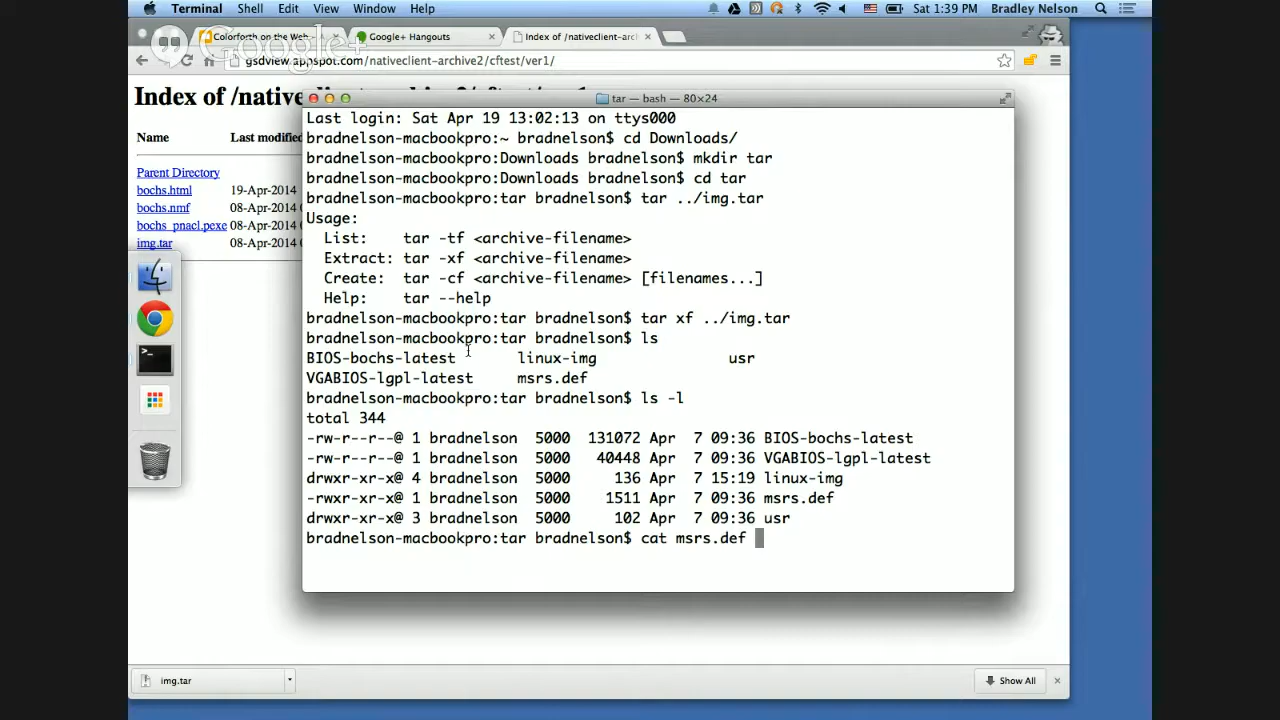 Terminal Shell Edit View Window Help Sat 1:39 PM Bradley Nelson
Colorforth on the Web Google+ Hangouts Index of /nativeclient-arc
Google+
gsdview.appspot.com/nativeclient-archive2/cftest/ver1/
Index of
tar — bash — 80×24
Name Last modified
Parent Directory
bochs.html 19-Apr-2014
bochs.nmf 08-Apr-2014
bochs_pnacl.pexe 08-Apr-2014
img.tar 08-Apr-2014
Last login: Sat Apr 19 13:02:13 on ttys000
bradnelson-macbookpro:~ bradnelson$ cd Downloads/
bradnelson-macbookpro:Downloads bradnelson$ mkdir tar
bradnelson-macbookpro:Downloads bradnelson$ cd tar
bradnelson-macbookpro:tar bradnelson$ tar ../img.tar
Usage:
List: tar -tf <archive-filename>
Extract: tar -xf <archive-filename>
Create: tar -cf <archive-filename> [filenames...]
Help: tar --help
bradnelson-macbookpro:tar bradnelson$ tar xf ../img.tar
bradnelson-macbookpro:tar bradnelson$ ls
BIOS-bochs-latest linux-img usr
VGABIOS-lgpl-latest msrs.def
bradnelson-macbookpro:tar bradnelson$ ls -l
total 344
-rw-r--r--@ 1 bradnelson 5000 131072 Apr 7 09:36 BIOS-bochs-latest
-rw-r--r--@ 1 bradnelson 5000 40448 Apr 7 09:36 VGABIOS-lgpl-latest
drwxr-xr-x@ 4 bradnelson 5000 136 Apr 7 15:19 linux-img
-rwxr-xr-x@ 1 bradnelson 5000 1511 Apr 7 09:36 msrs.def
drwxr-xr-x@ 3 bradnelson 5000 102 Apr 7 09:36 usr
bradnelson-macbookpro:tar bradnelson$ cat msrs.def
img.tar Show All